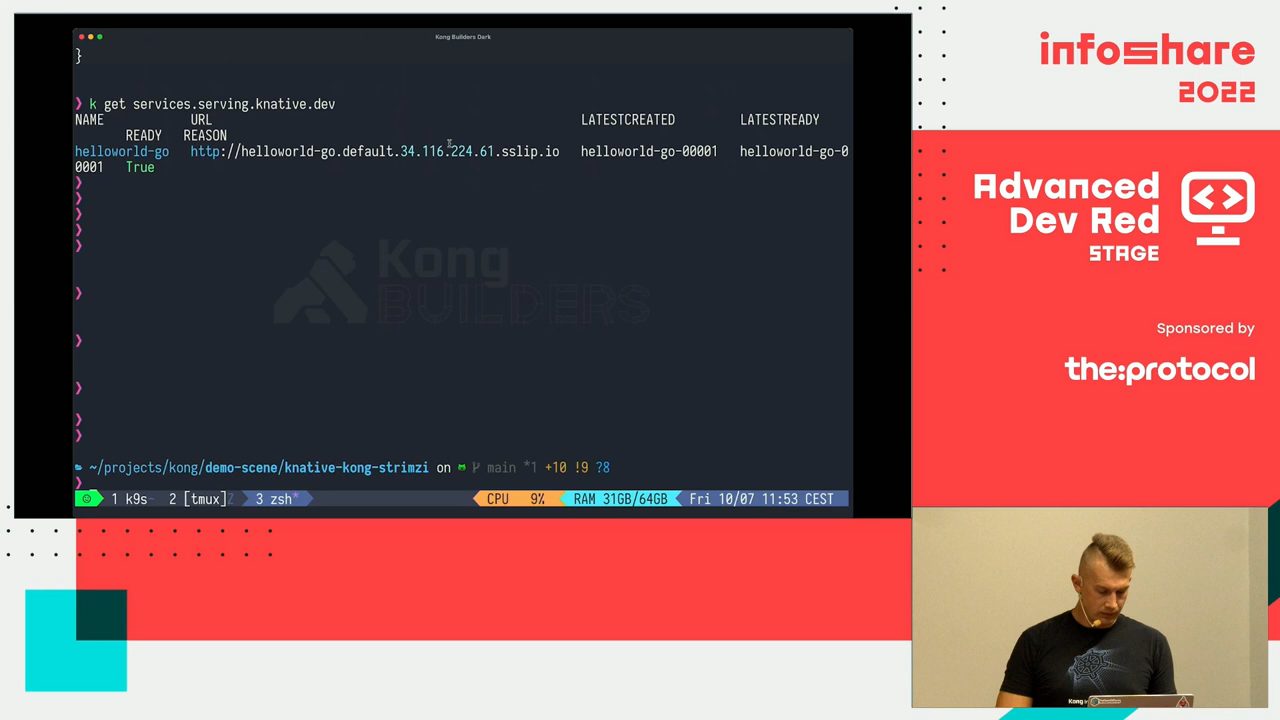 Kong Builders Dark
}
❯ k get services.serving.knative.dev
NAME URL LATESTCREATED LATESTREADY
READY REASON
helloworld-go http://helloworld-go.default.34.116.224.61.sslip.io helloworld-go-00001 helloworld-go-0
0001 True
❯
❯
❯
❯
❯
Kong
BUILDERS
❯
❯
❯
❯
❯
~/projects/kong/demo-scene/knative-kong-strimzi on main *1 +10 !9 ?8
❯
1 k9s- 2 [tmux]Z 3 zsh* CPU 9% RAM 31GB/64GB Fri 10/07 11:53 CEST
infoshare
2022
Advanced
Dev Red
STAGE
Sponsored by
the:protocol
Kong